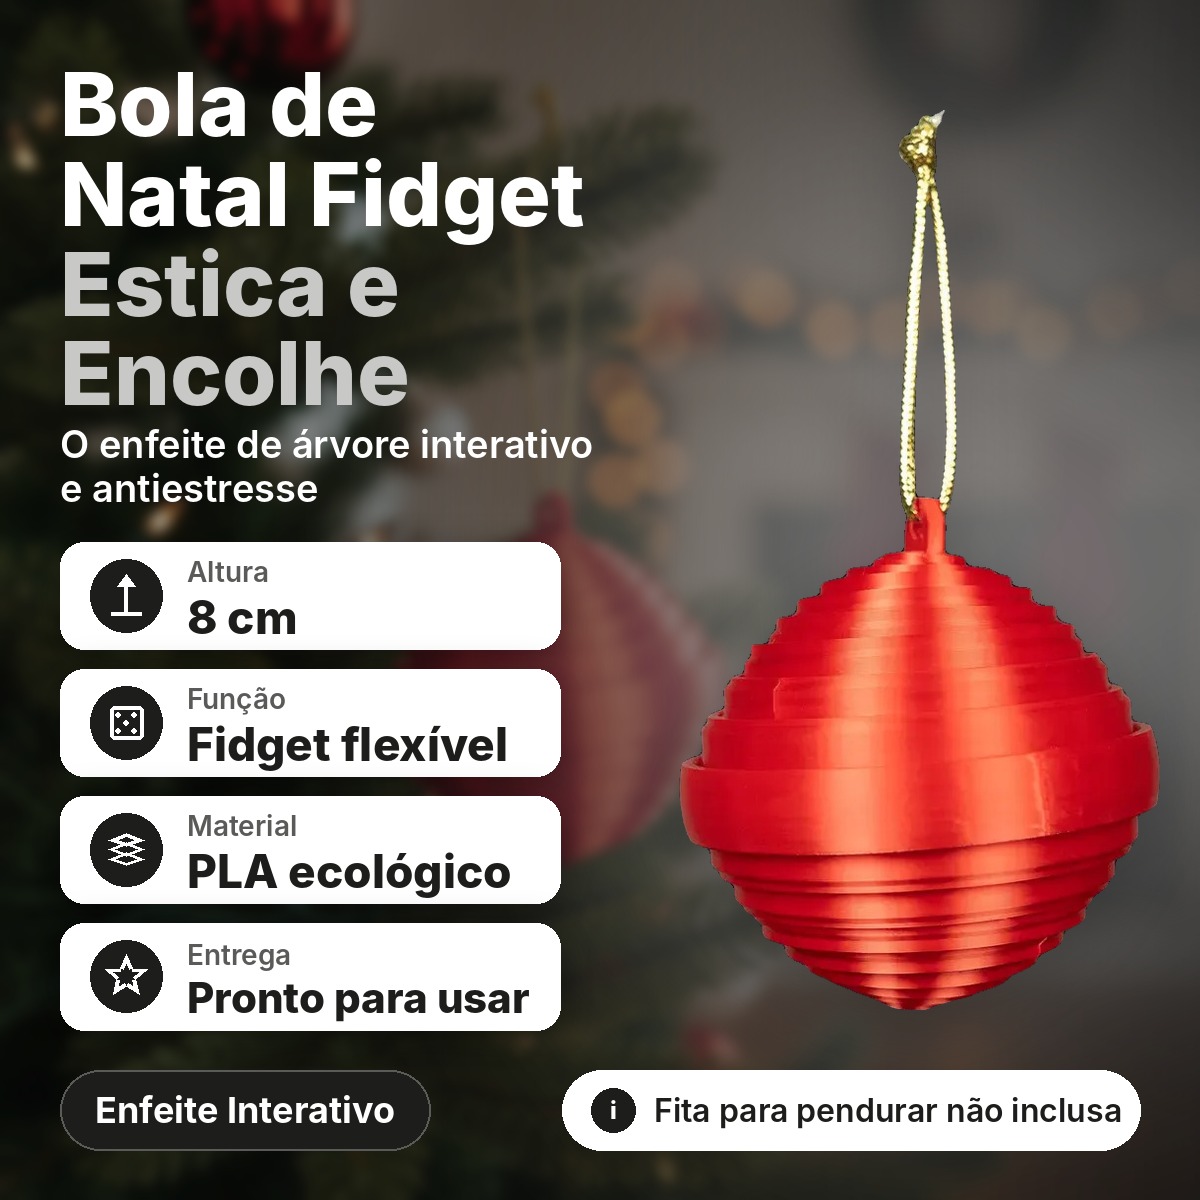 Bola de
Natal Fidget
Estica e
Encolhe
O enfeite de árvore interativo
e antiestresse
Altura
8 cm
Função
Fidget flexível
Material
PLA ecológico
Entrega
Pronto para usar
Enfeite Interativo
i Fita para pendurar não inclusa